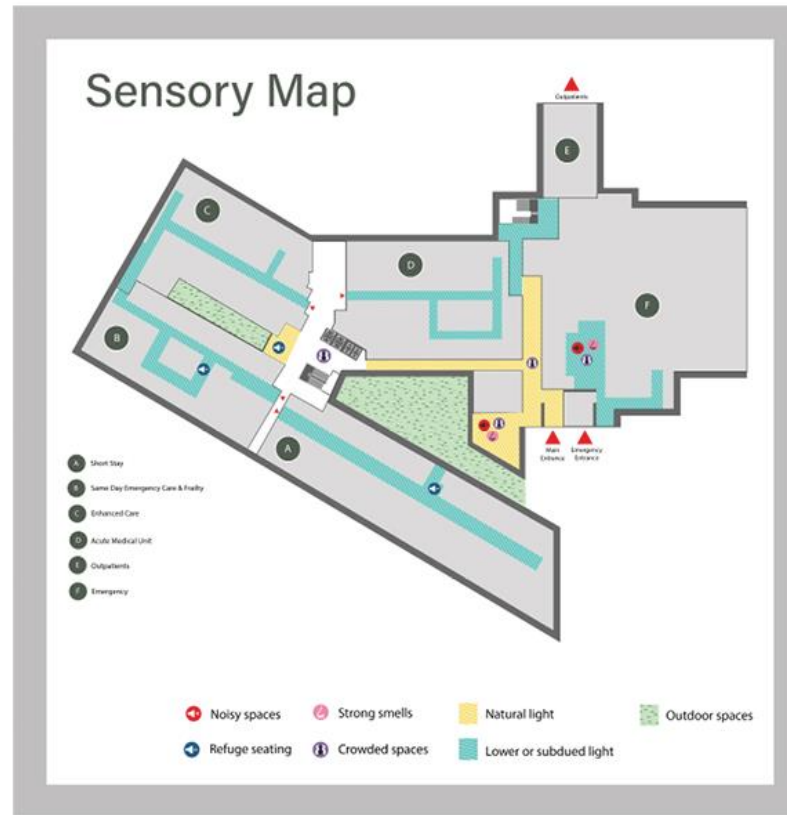 Sensory Map
Outpatients
E
C
D
F
B
A
Main
Entrance
Emergency
Entrance
A Short Stay
B Same Day Emergency Care & Frailty
C Enhanced Care
D Acute Medical Unit
E Outpatients
F Emergency
Noisy spaces
Strong smells
Natural light
Outdoor spaces
Refuge seating
Crowded spaces
Lower or subdued light